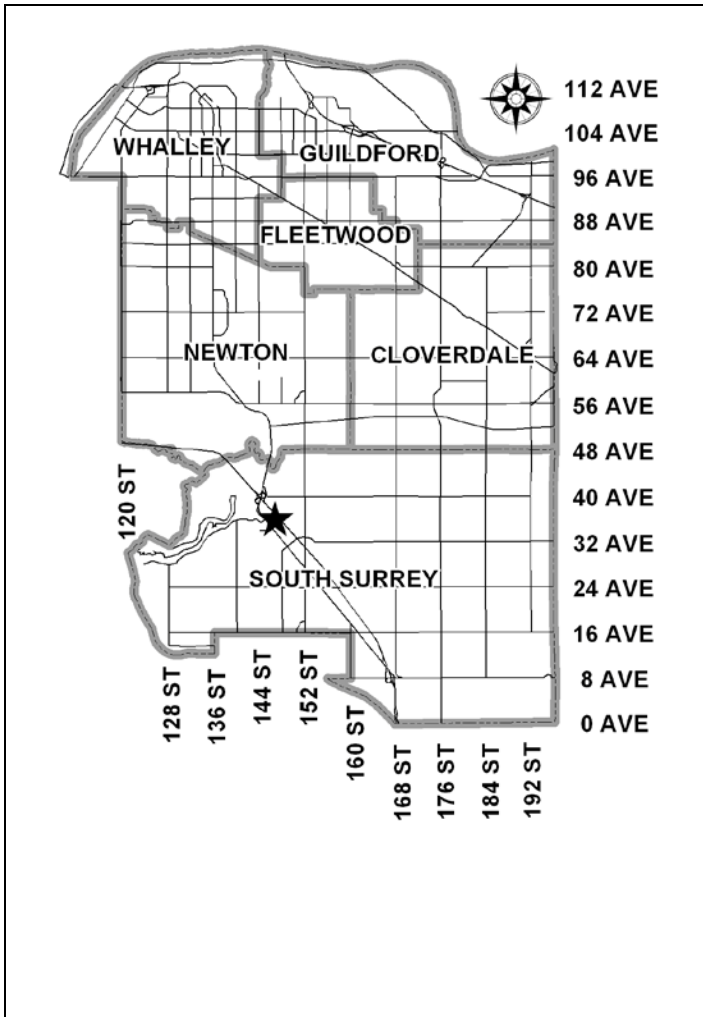 112 AVE
104 AVE
WHALLEY
GUILDFORD
96 AVE
88 AVE
FLEETWOOD
80 AVE
72 AVE
NEWTON
CLOVERDALE
64 AVE
56 AVE
48 AVE
120 ST
40 AVE
32 AVE
SOUTH SURREY
24 AVE
16 AVE
8 AVE
0 AVE
128 ST
136 ST
144 ST
152 ST
160 ST
168 ST
176 ST
184 ST
192 ST